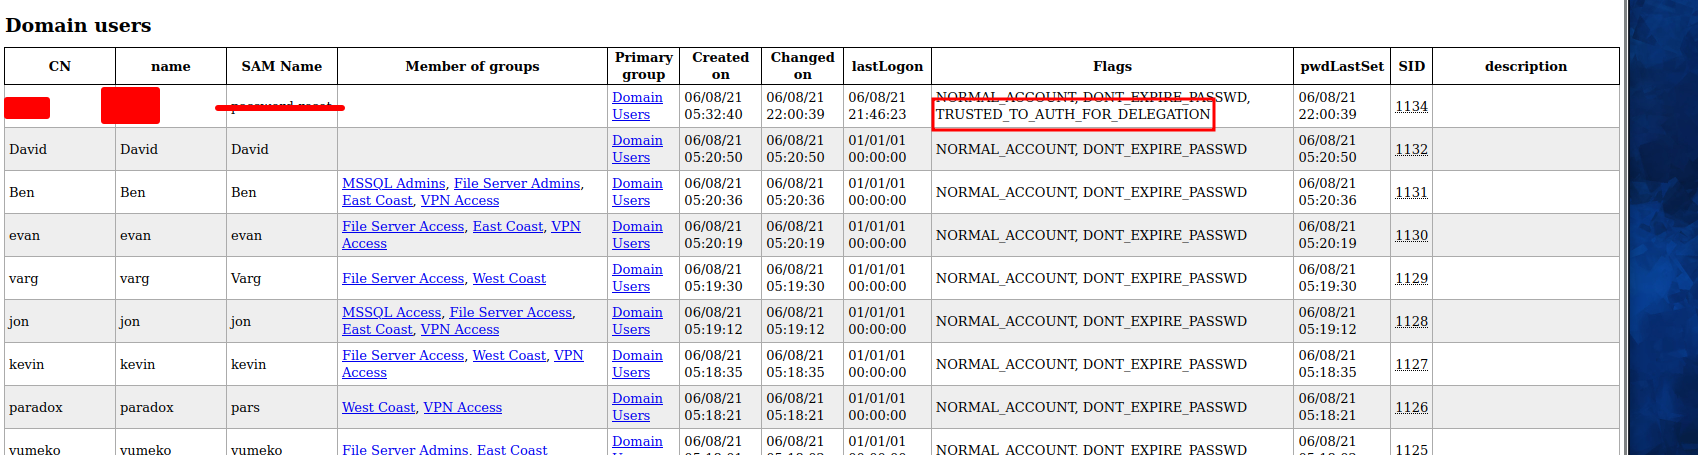 Domain users
CN name SAM Name Member of groups Primary group Created on Changed on lastLogon Flags pwdLastSet SID description
Domain Users 06/08/21 05:32:40 06/08/21 22:00:39 06/08/21 21:46:23 NORMAL_ACCOUNT, DONT_EXPIRE_PASSWD, TRUSTED_TO_AUTH_FOR_DELEGATION 06/08/21 22:00:39 1134
David David David Domain Users 06/08/21 05:20:50 06/08/21 05:20:50 01/01/01 00:00:00 NORMAL_ACCOUNT, DONT_EXPIRE_PASSWD 06/08/21 05:20:50 1132
Ben Ben Ben MSSQL Admins, File Server Admins, East Coast, VPN Access Domain Users 06/08/21 05:20:36 06/08/21 05:20:36 01/01/01 00:00:00 NORMAL_ACCOUNT, DONT_EXPIRE_PASSWD 06/08/21 05:20:36 1131
evan evan evan File Server Access, East Coast, VPN Access Domain Users 06/08/21 05:20:19 06/08/21 05:20:19 01/01/01 00:00:00 NORMAL_ACCOUNT, DONT_EXPIRE_PASSWD 06/08/21 05:20:19 1130
varg varg Varg File Server Access, West Coast Domain Users 06/08/21 05:19:30 06/08/21 05:19:30 01/01/01 00:00:00 NORMAL_ACCOUNT, DONT_EXPIRE_PASSWD 06/08/21 05:19:30 1129
jon jon jon MSSQL Access, File Server Access, East Coast, VPN Access Domain Users 06/08/21 05:19:12 06/08/21 05:19:12 01/01/01 00:00:00 NORMAL_ACCOUNT, DONT_EXPIRE_PASSWD 06/08/21 05:19:12 1128
kevin kevin kevin File Server Access, West Coast, VPN Access Domain Users 06/08/21 05:18:35 06/08/21 05:18:35 01/01/01 00:00:00 NORMAL_ACCOUNT, DONT_EXPIRE_PASSWD 06/08/21 05:18:35 1127
paradox paradox pars West Coast, VPN Access Domain Users 06/08/21 05:18:21 06/08/21 05:18:21 01/01/01 00:00:00 NORMAL_ACCOUNT, DONT_EXPIRE_PASSWD 06/08/21 05:18:21 1126
yumeko yumeko yumeko File Server Admins, East Coast Domain 06/08/21 06/08/21 01/01/01 NORMAL_ACCOUNT, DONT_EXPIRE_PASSWD 06/08/21 1125